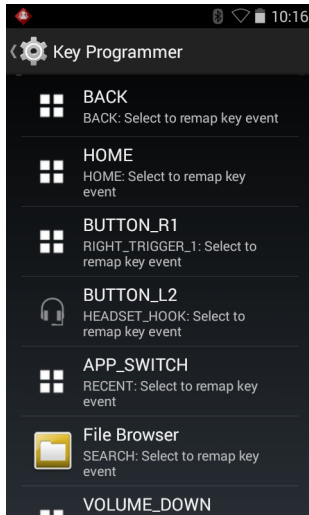 10:16
Key Programmer
BACK
BACK: Select to remap key event
HOME
HOME: Select to remap key
event
BUTTON_R1
RIGHT_TRIGGER_1: Select to
remap key event
BUTTON_L2
HEADSET_HOOK: Select to
remap key event
APP_SWITCH
RECENT: Select to remap key
event
File Browser
SEARCH: Select to remap key
event
VOLUME_DOWN